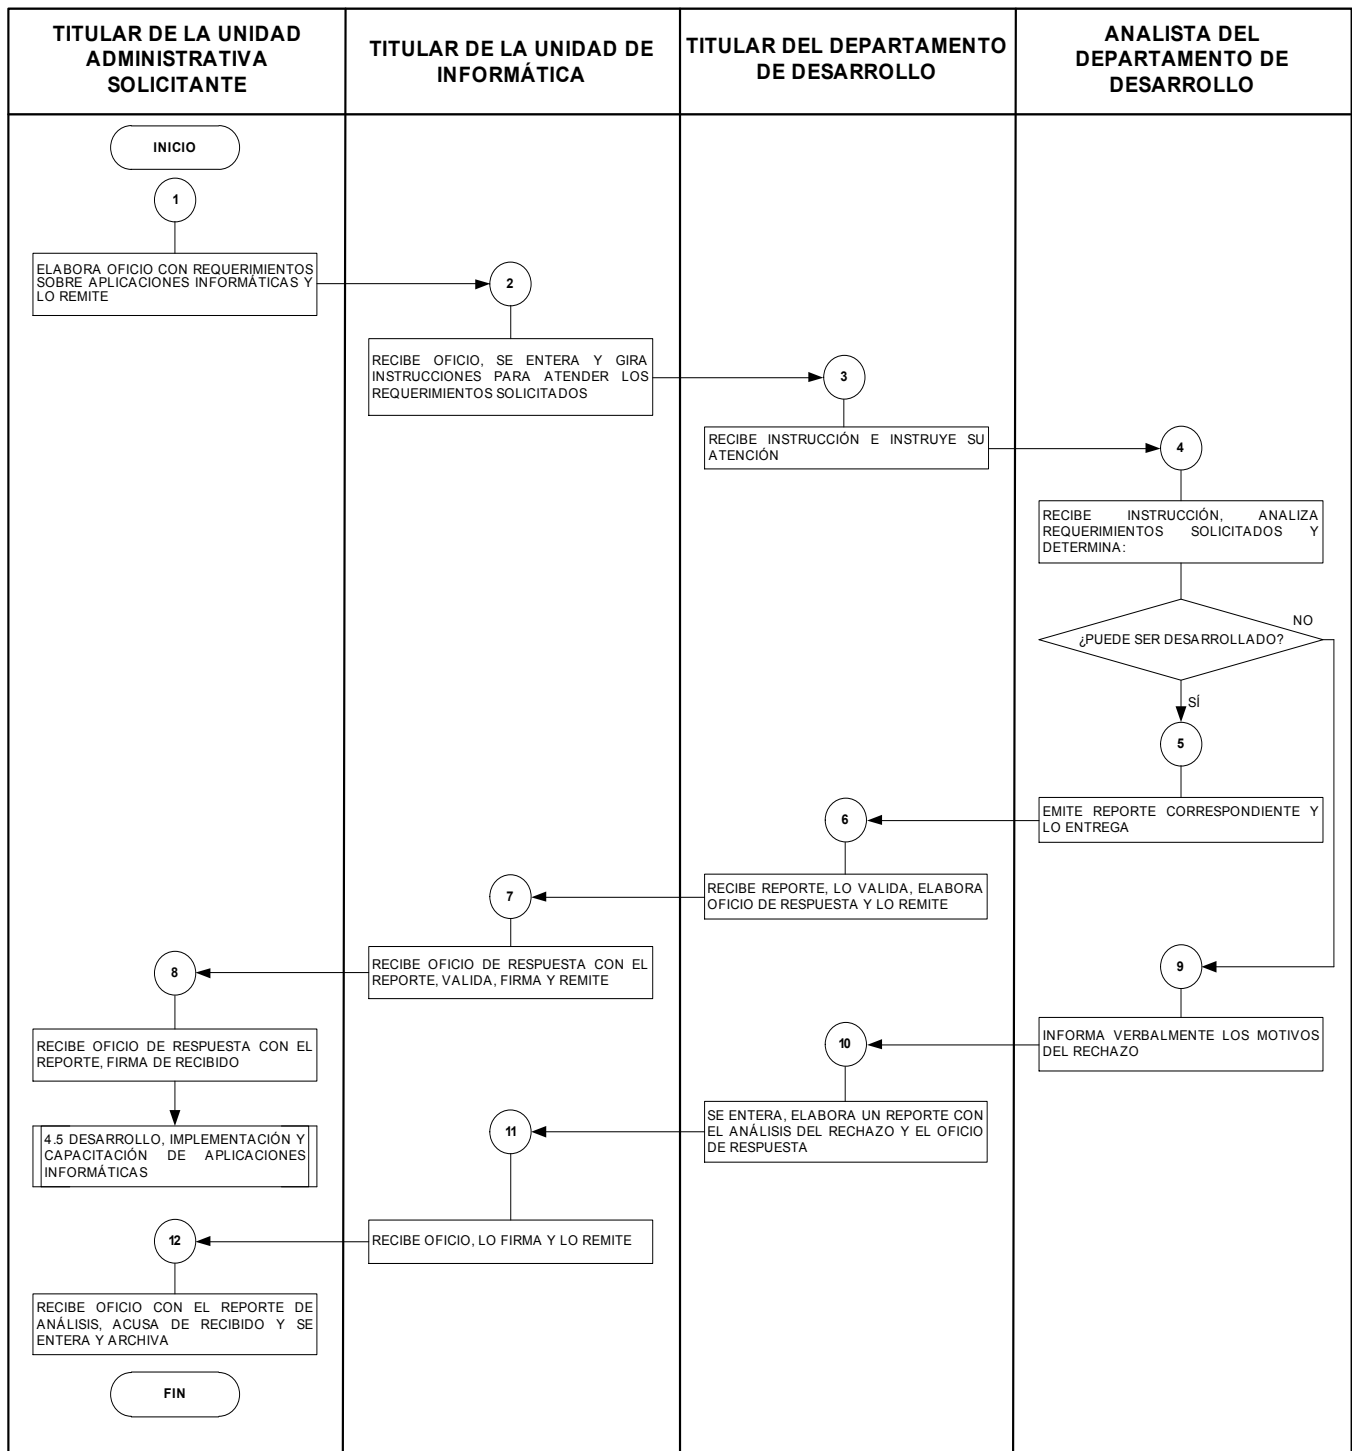 TITULAR DE LA UNIDAD
ADMINISTRATIVA
SOLICITANTE
TITULAR DE LA UNIDAD DE
INFORMÁTICA
TITULAR DEL DEPARTAMENTO
DE DESARROLLO
ANALISTA DEL
DEPARTAMENTO DE
DESARROLLO
INICIO
1
ELABORA OFICIO CON REQUERIMIENTOS
SOBRE APLICACIONES INFORMÁTICAS Y
LO REMITE
2
RECIBE OFICIO, SE ENTERA Y GIRA
INSTRUCCIONES PARA ATENDER LOS
REQUERIMIENTOS SOLICITADOS
3
RECIBE INSTRUCCIÓN E INSTRUYE SU
ATENCIÓN
4
RECIBE INSTRUCCIÓN, ANALIZA
REQUERIMIENTOS SOLICITADOS Y
DETERMINA:
¿PUEDE SER DESARROLLADO?
NO
SÍ
5
EMITE REPORTE CORRESPONDIENTE Y
LO ENTREGA
6
RECIBE REPORTE, LO VALIDA, ELABORA
OFICIO DE RESPUESTA Y LO REMITE
7
RECIBE OFICIO DE RESPUESTA CON EL
REPORTE, VALIDA, FIRMA Y REMITE
8
RECIBE OFICIO DE RESPUESTA CON EL
REPORTE, FIRMA DE RECIBIDO
4.5 DESARROLLO, IMPLEMENTACIÓN Y
CAPACITACIÓN DE APLICACIONES
INFORMÁTICAS
9
INFORMA VERBALMENTE LOS MOTIVOS
DEL RECHAZO
10
SE ENTERA, ELABORA UN REPORTE CON
EL ANÁLISIS DEL RECHAZO Y EL OFICIO
DE RESPUESTA
11
RECIBE OFICIO, LO FIRMA Y LO REMITE
12
RECIBE OFICIO CON EL REPORTE DE
ANÁLISIS, ACUSA DE RECIBIDO Y SE
ENTERA Y ARCHIVA
FIN